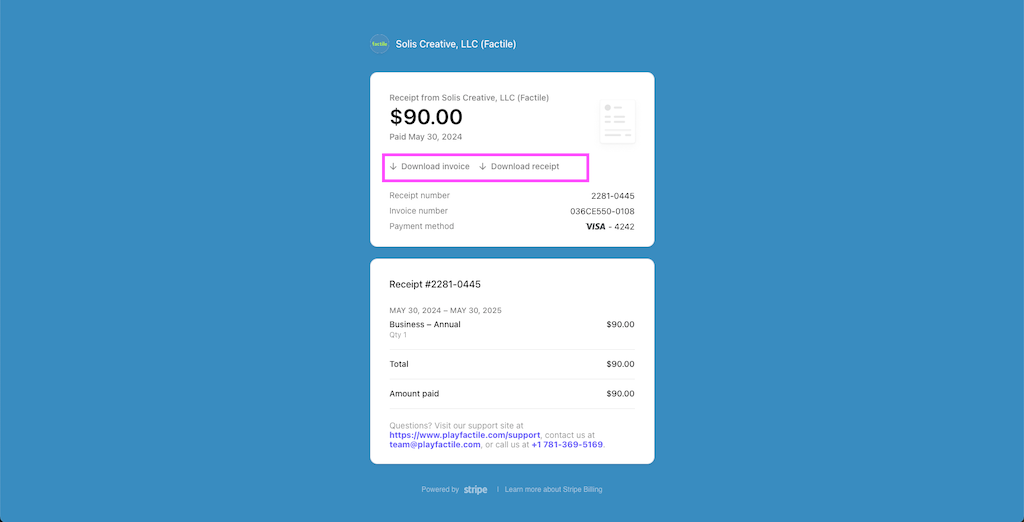 factile Solis Creative, LLC (Factile)
Receipt from Solis Creative, LLC (Factile)
$90.00
Paid May 30, 2024
↓ Download invoice ↓ Download receipt
Receipt number 2281-0445
Invoice number 036CE550-0108
Payment method VISA - 4242
Receipt #2281-0445
MAY 30, 2024 – MAY 30, 2025
Business – Annual $90.00
Qty 1
Total $90.00
Amount paid $90.00
Questions? Visit our support site at
https://www.playfactile.com/support, contact us at
team@playfactile.com, or call us at +1 781-369-5169.
Powered by stripe | Learn more about Stripe Billing